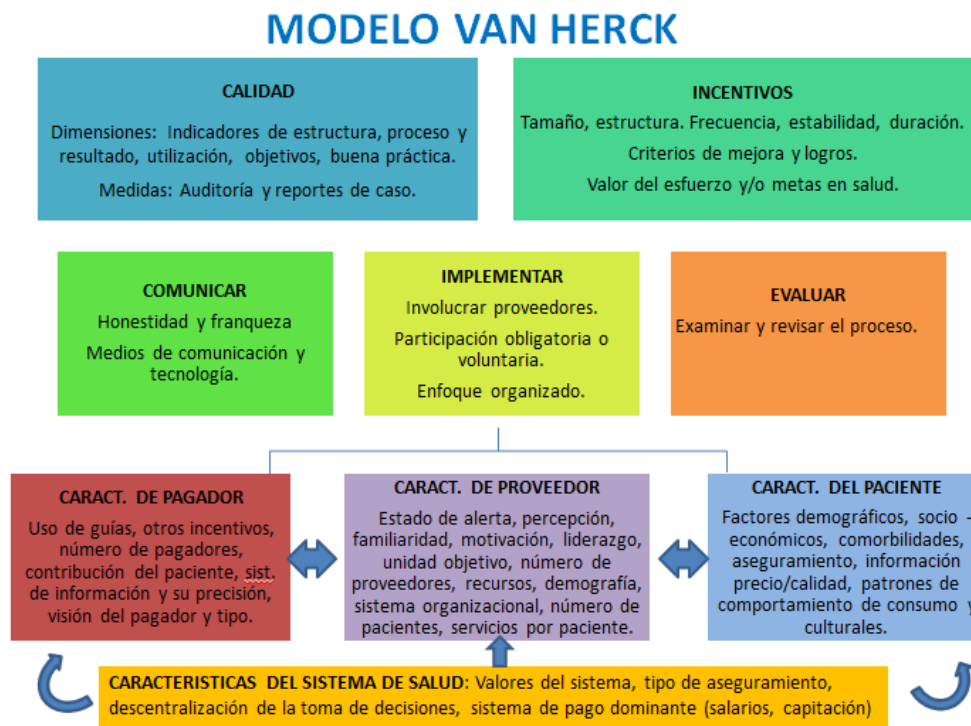 MODELO VAN HERCK
CALIDAD
Dimensiones: Indicadores de estructura, proceso y
resultado, utilización, objetivos, buena práctica.
Medidas: Auditoría y reportes de caso.
INCENTIVOS
Tamaño, estructura. Frecuencia, estabilidad, duración.
Criterios de mejora y logros.
Valor del esfuerzo y/o metas en salud.
COMUNICAR
Honestidad y franqueza
Medios de comunicación y
tecnología.
IMPLEMENTAR
Involucrar proveedores.
Participación obligatoria o
voluntaria.
Enfoque organizado.
EVALUAR
Examinar y revisar el proceso.
CARACT. DE PAGADOR
Uso de guías, otros incentivos,
número de pagadores,
contribución del paciente, sist.
de información y su precisión,
visión del pagador y tipo.
CARACT. DE PROVEEDOR
Estado de alerta, percepción,
familiaridad, motivación, liderazgo,
unidad objetivo, número de
proveedores, recursos, demografía,
sistema organizacional, número de
pacientes, servicios por paciente.
CARACT. DEL PACIENTE
Factores demográficos, socio -
económicos, comorbilidades,
aseguramiento, información
precio/calidad, patrones de
comportamiento de consumo y
culturales.
CARACTERISTICAS DEL SISTEMA DE SALUD: Valores del sistema, tipo de aseguramiento,
descentralización de la toma de decisiones, sistema de pago dominante (salarios, capitación)